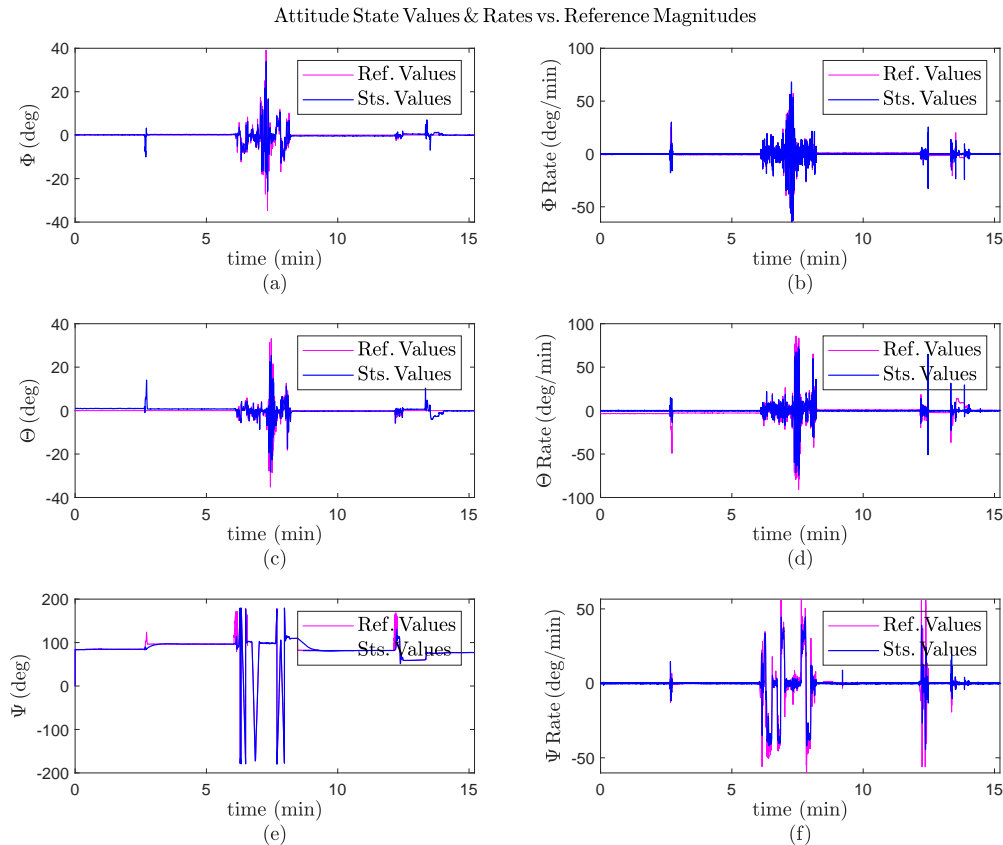 Attitude State Values & Rates vs. Reference Magnitudes
40
20
0
-20
-40
Φ (deg)
Ref. Values
Sts. Values
0 5 10 15
time (min)
(a)
100
50
0
-50
Φ Rate (deg/min)
Ref. Values
Sts. Values
0 5 10 15
time (min)
(b)
40
20
0
-20
-40
Θ (deg)
Ref. Values
Sts. Values
0 5 10 15
time (min)
(c)
100
50
0
-50
-100
Θ Rate (deg/min)
Ref. Values
Sts. Values
0 5 10 15
time (min)
(d)
200
100
0
-100
-200
Ψ (deg)
Ref. Values
Sts. Values
0 5 10 15
time (min)
(e)
50
0
-50
Ψ Rate (deg/min)
Ref. Values
Sts. Values
0 5 10 15
time (min)
(f)